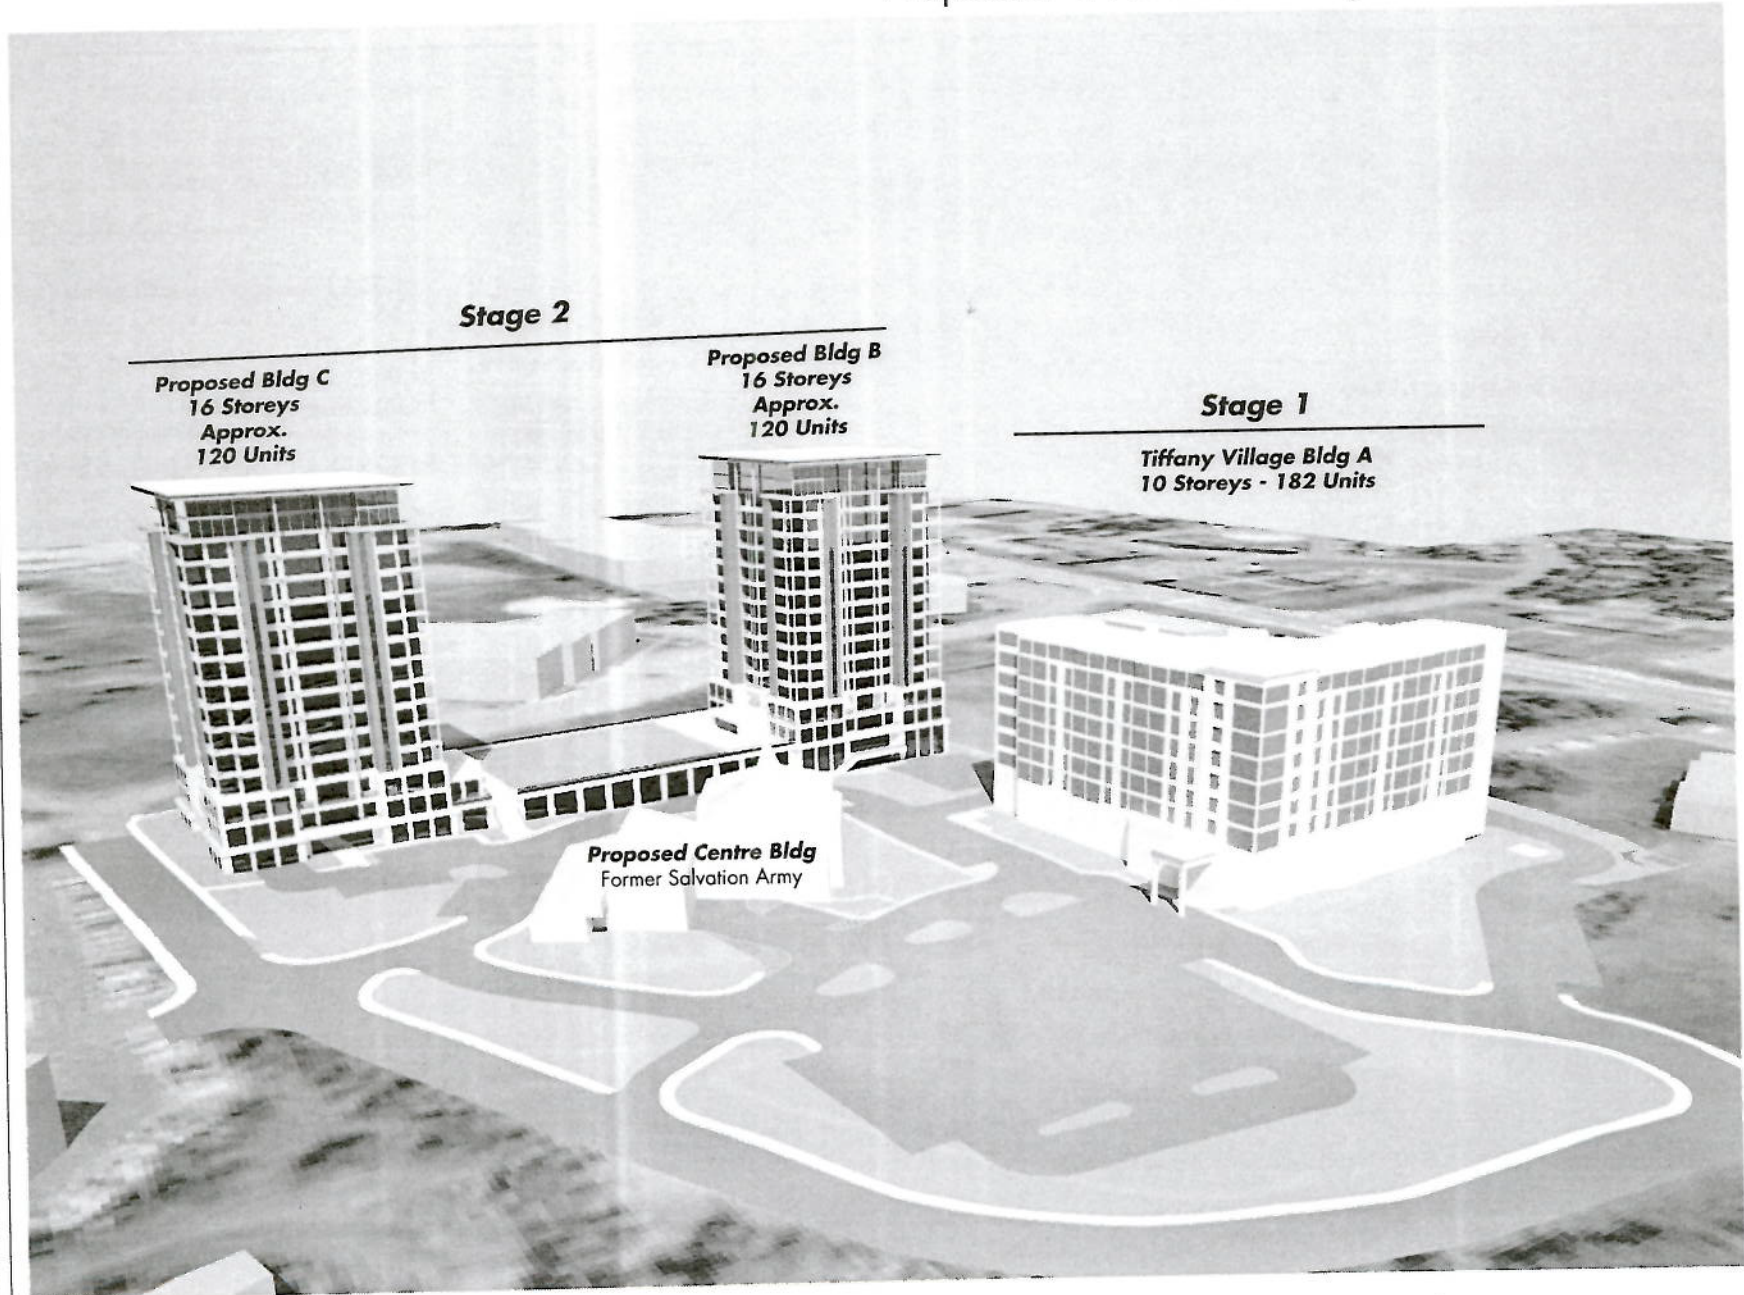 Stage 2
Proposed Bldg C
16 Storeys
Approx.
120 Units
Proposed Bldg B
16 Storeys
Approx.
120 Units
Stage 1
Tiffany Village Bldg A
10 Storeys - 182 Units
Proposed Centre Bldg
Former Salvation Army